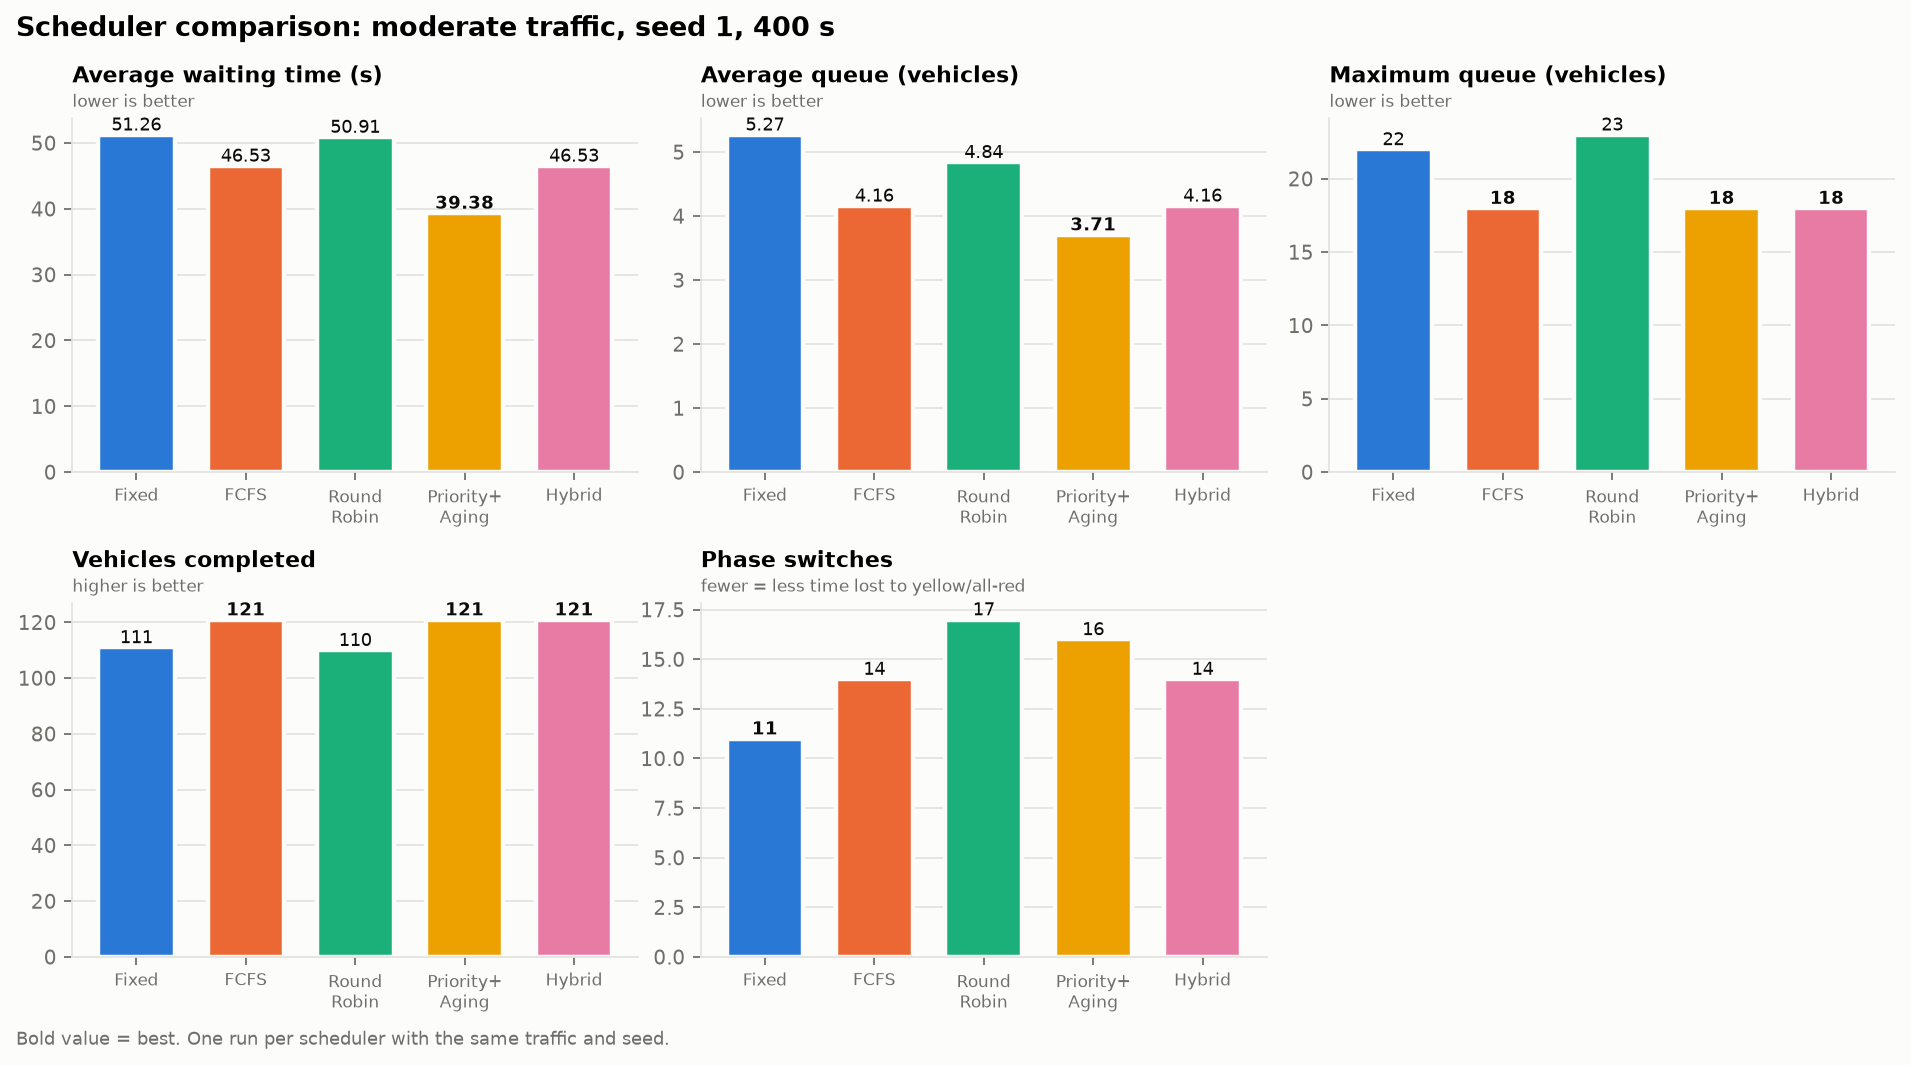 Scheduler comparison: moderate traffic, seed 1, 400 s
Average waiting time (s)
lower is better
51.26
46.53
50.91
39.38
46.53
50
40
30
20
10
0
Fixed
FCFS
Round
Robin
Priority+
Aging
Hybrid
Average queue (vehicles)
lower is better
5.27
4.16
4.84
3.71
4.16
5
4
3
2
1
0
Fixed
FCFS
Round
Robin
Priority+
Aging
Hybrid
Maximum queue (vehicles)
lower is better
22
18
23
18
18
20
15
10
5
0
Fixed
FCFS
Round
Robin
Priority+
Aging
Hybrid
Vehicles completed
higher is better
111
121
110
121
121
120
100
80
60
40
20
0
Fixed
FCFS
Round
Robin
Priority+
Aging
Hybrid
Phase switches
fewer = less time lost to yellow/all-red
11
14
17
16
14
17.5
15.0
12.5
10.0
7.5
5.0
2.5
0.0
Fixed
FCFS
Round
Robin
Priority+
Aging
Hybrid
Bold value = best. One run per scheduler with the same traffic and seed.